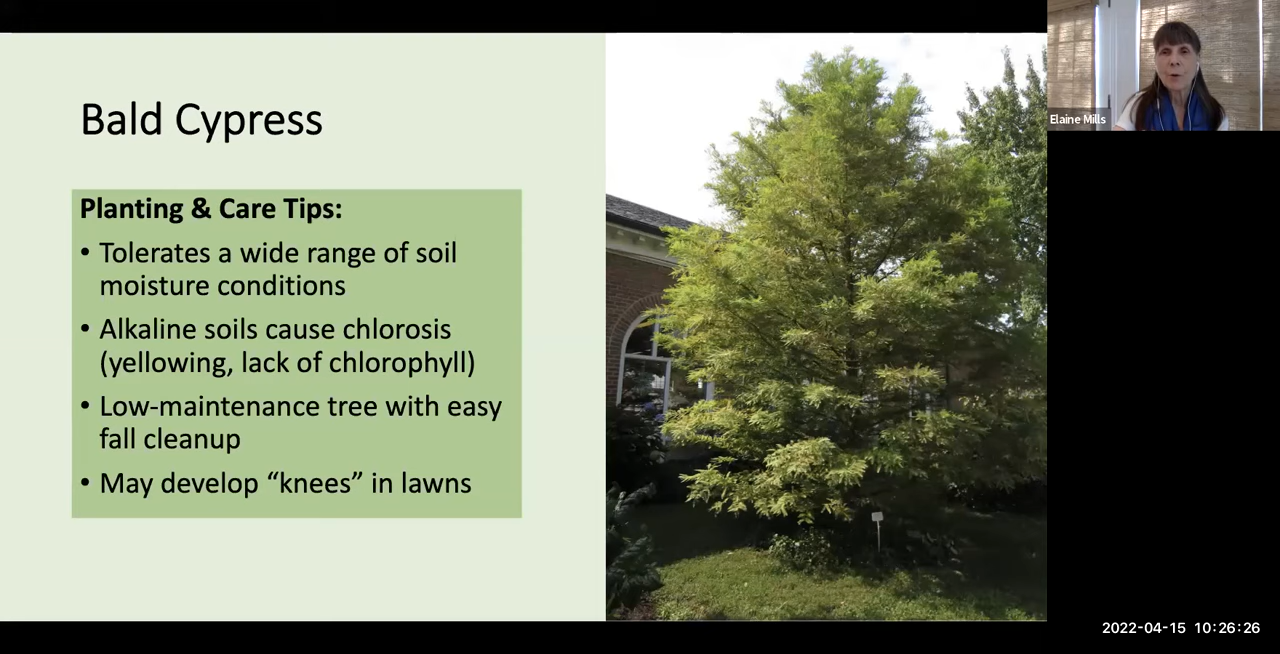 Bald Cypress
Planting & Care Tips:
• Tolerates a wide range of soil
moisture conditions
• Alkaline soils cause chlorosis
(yellowing, lack of chlorophyll)
• Low-maintenance tree with easy
fall cleanup
• May develop “knees” in lawns
Elaine Mills
2022-04-15 10:26:26